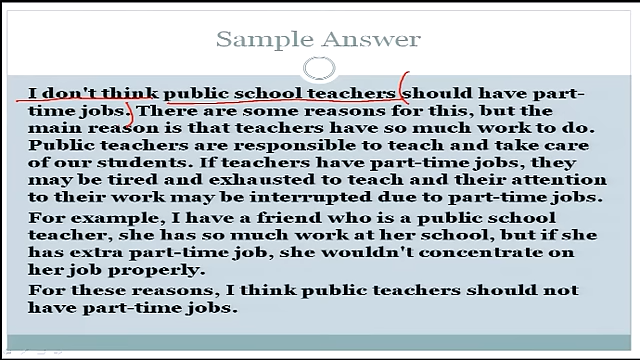 Sample Answer
I don't think public school teachers should have part-
time jobs. There are some reasons for this, but the
main reason is that teachers have so much work to do.
Public teachers are responsible to teach and take care
of our students. If teachers have part-time jobs, they
may be tired and exhausted to teach and their attention
to their work may be interrupted due to part-time jobs.
For example, I have a friend who is a public school
teacher, she has so much work at her school, but if she
has extra part-time job, she wouldn't concentrate on
her job properly.
For these reasons, I think public teachers should not
have part-time jobs.